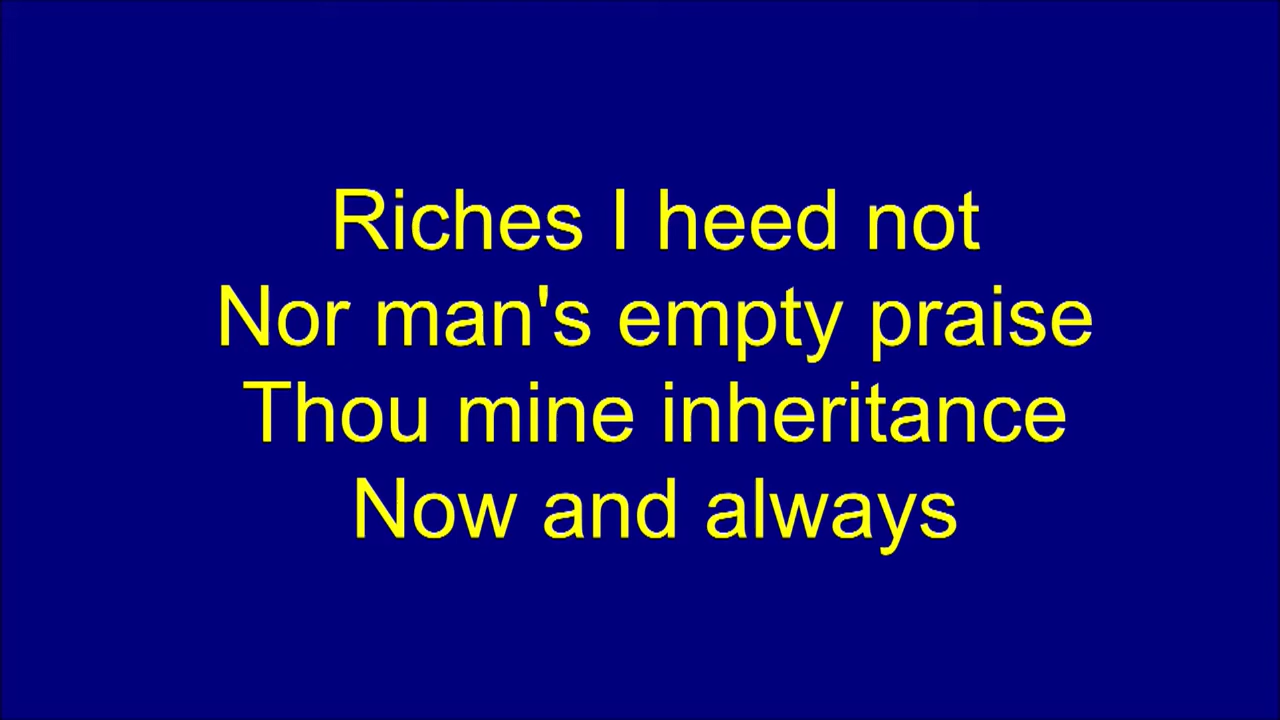 Riches I heed not
Nor man's empty praise
Thou mine inheritance
Now and always